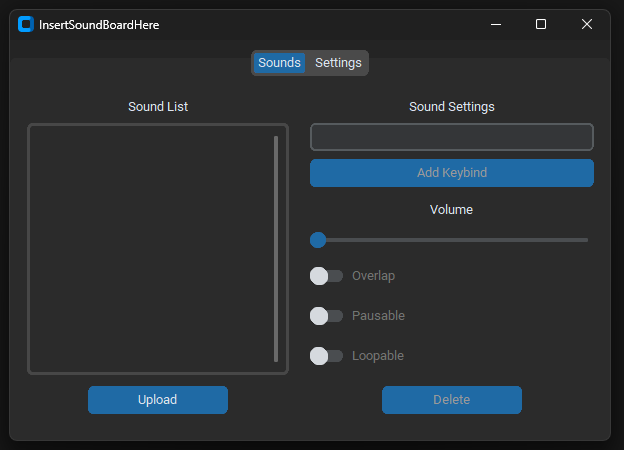 InsertSoundBoardHere
Sounds Settings
Sound List
Sound Settings
Add Keybind
Volume
Overlap
Pausable
Loopable
Upload
Delete